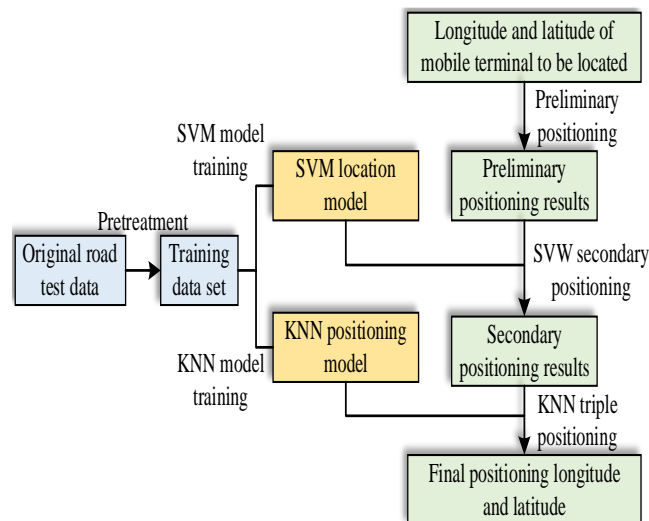 Longitude and latitude of
mobile terminal to be located
Preliminary
positioning
SVM model
training
SVM location
model
Preliminary
positioning results
Pretreatment
Original road
test data
Training
data set
SVW secondary
positioning
KNN model
training
KNN positioning
model
Secondary
positioning results
KNN triple
positioning
Final positioning longitude
and latitude